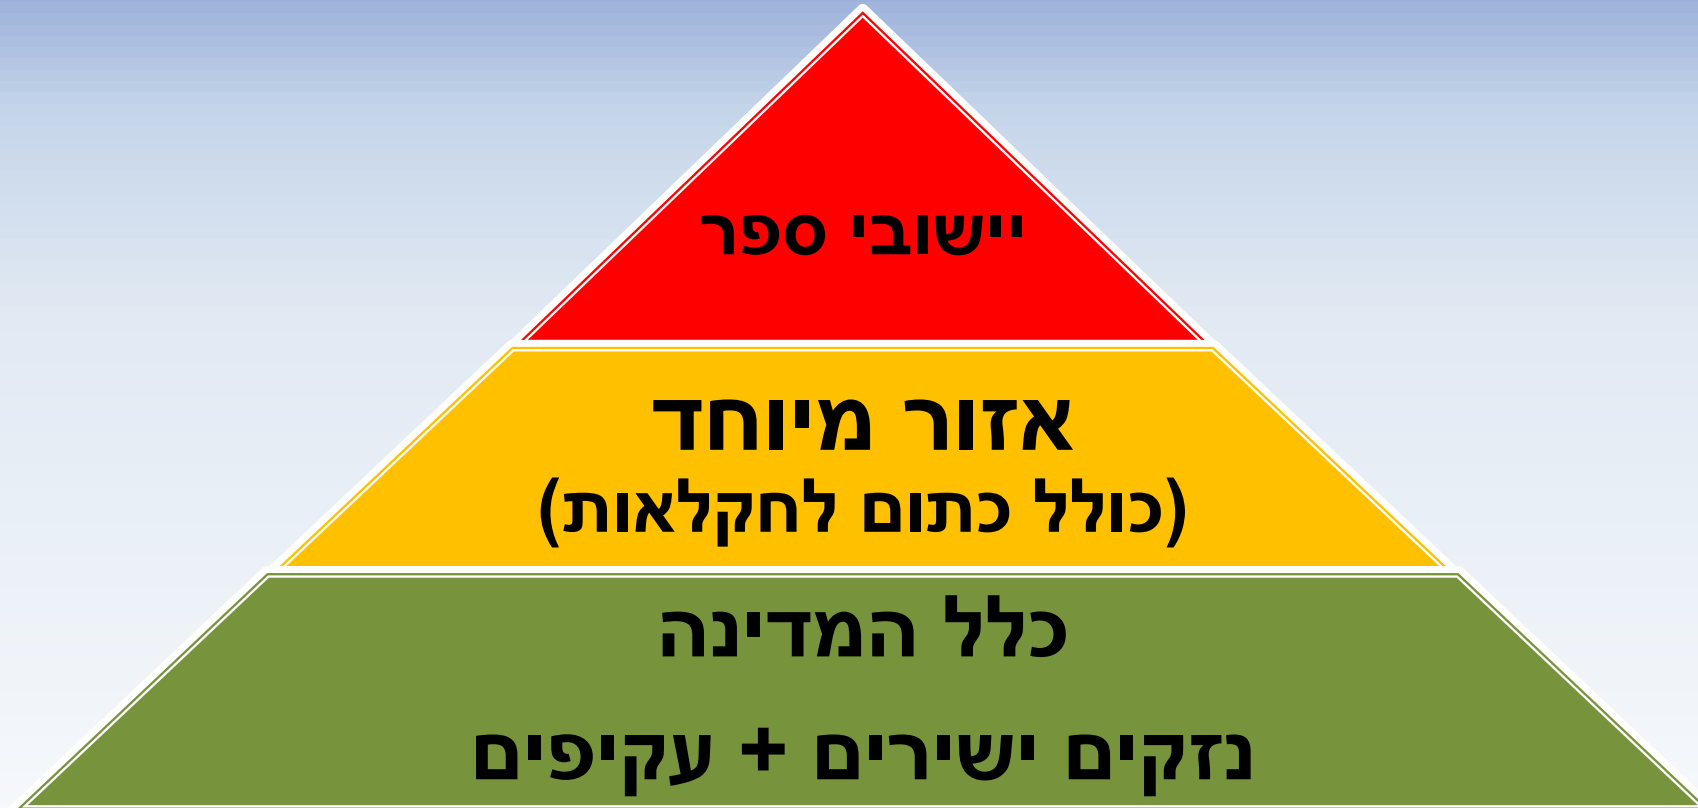 יישובי ספר
אזור מיוחד
(כולל כתום לחקלאות)
כלל המדינה
נזקים ישירים + עקיפים